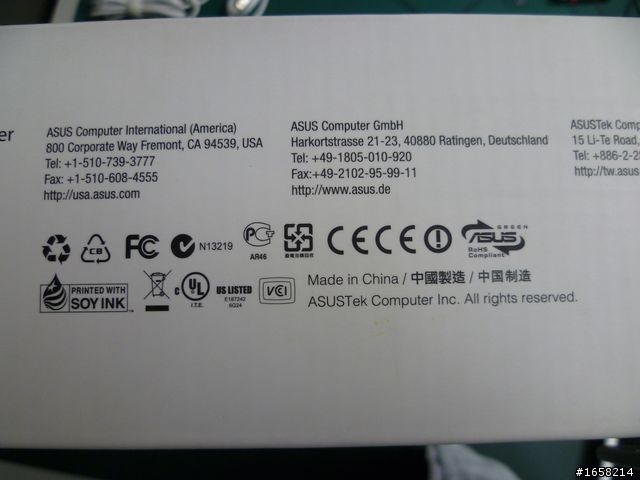 er
ASUS Computer International (America)
800 Corporate Way Fremont, CA 94539, USA
Tel: +1-510-739-3777
Fax: +1-510-608-4555
http://usa.asus.com
ASUS Computer GmbH
Harkortstrasse 21-23, 40880 Ratingen, Deutschland
Tel: +49-1805-010-920
Fax:+49-2102-95-99-11
http://www.asus.de
ASUSTek Comp
15 Li-Te Road,
Tel: +886-2-2
http://tw.asus.
CB FC N13219 AR46 CE CE GREEN ASUS RoHS Compliant
PRINTED WITH SOY INK
c UL US LISTED
I.T.E. E187242
6G24
VCI
Made in China / 中國製造 / 中国制造
ASUSTek Computer Inc. All rights reserved.
#1658214